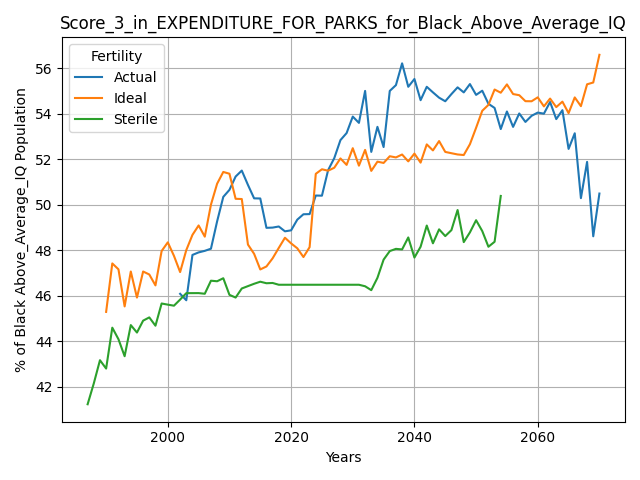 Score_3_in_EXPENDITURE_FOR_PARKS_for_Black_Above_Average_IQ
Fertility
Actual
Ideal
Sterile
% of Black Above_Average_IQ Population
56
54
52
50
48
46
44
42
2000
2020
2040
2060
Years